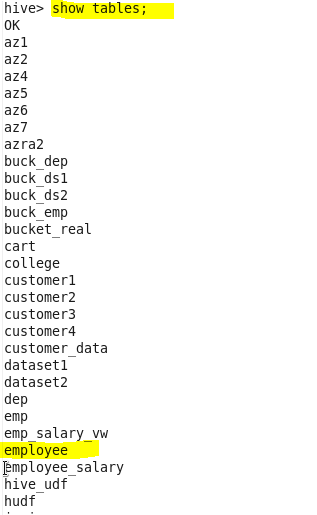 hive> show tables;
OK
az1
az2
az4
az5
az6
az7
azra2
buck_dep
buck_ds1
buck_ds2
buck_emp
bucket_real
cart
college
customer1
customer2
customer3
customer4
customer_data
dataset1
dataset2
dep
emp
emp_salary_vw
employee
employee_salary
hive_udf
hudf